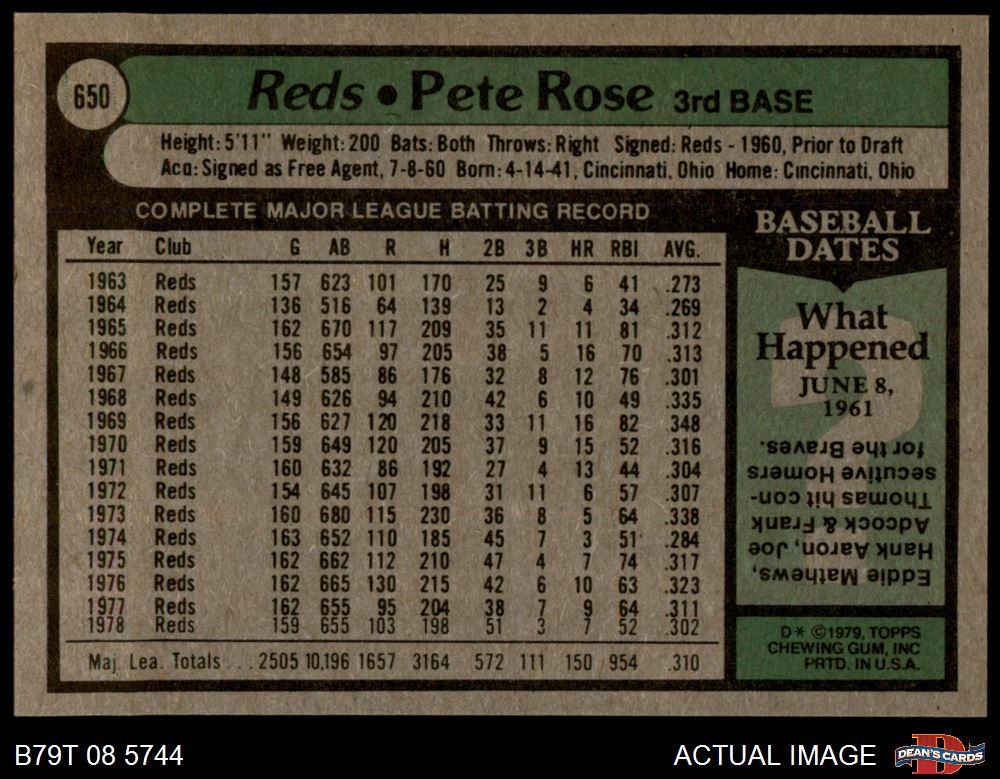 650
Reds • Pete Rose 3rd BASE
Height: 5'11" Weight: 200 Bats: Both Throws: Right Signed: Reds - 1960, Prior to Draft
Acq: Signed as Free Agent, 7-8-60 Born: 4-14-41, Cincinnati, Ohio Home: Cincinnati, Ohio
COMPLETE MAJOR LEAGUE BATTING RECORD
Year Club G AB R H 2B 3B HR RBI AVG.
1963 Reds 157 623 101 170 25 9 6 41 .273
1964 Reds 136 516 64 139 13 2 4 34 .269
1965 Reds 162 670 117 209 35 11 11 81 .312
1966 Reds 156 654 97 205 38 5 16 70 .313
1967 Reds 148 585 86 176 32 8 12 76 .301
1968 Reds 149 626 94 210 42 6 10 49 .335
1969 Reds 156 627 120 218 33 11 16 82 .348
1970 Reds 159 649 120 205 37 9 15 52 .316
1971 Reds 160 632 86 192 27 4 13 44 .304
1972 Reds 154 645 107 198 31 11 6 57 .307
1973 Reds 160 680 115 230 36 8 5 64 .338
1974 Reds 163 652 110 185 45 7 3 51 .284
1975 Reds 162 662 112 210 47 4 7 74 .317
1976 Reds 162 665 130 215 42 6 10 63 .323
1977 Reds 162 655 95 204 38 7 9 64 .311
1978 Reds 159 655 103 198 51 3 7 52 .302
Maj. Lea. Totals . . . 2505 10,196 1657 3164 572 111 150 954 .310
BASEBALL
DATES
What
Happened
JUNE 8,
1961
Eddie Mathews,
Hank Aaron, Joe
Adcock & Frank
Thomas hit con-
secutive Homers
for the Braves.
D* ©1979, TOPPS
CHEWING GUM, INC
PRTD. IN U.S.A.
B79T 08 5744
ACTUAL IMAGE
DEAN'S CARDS